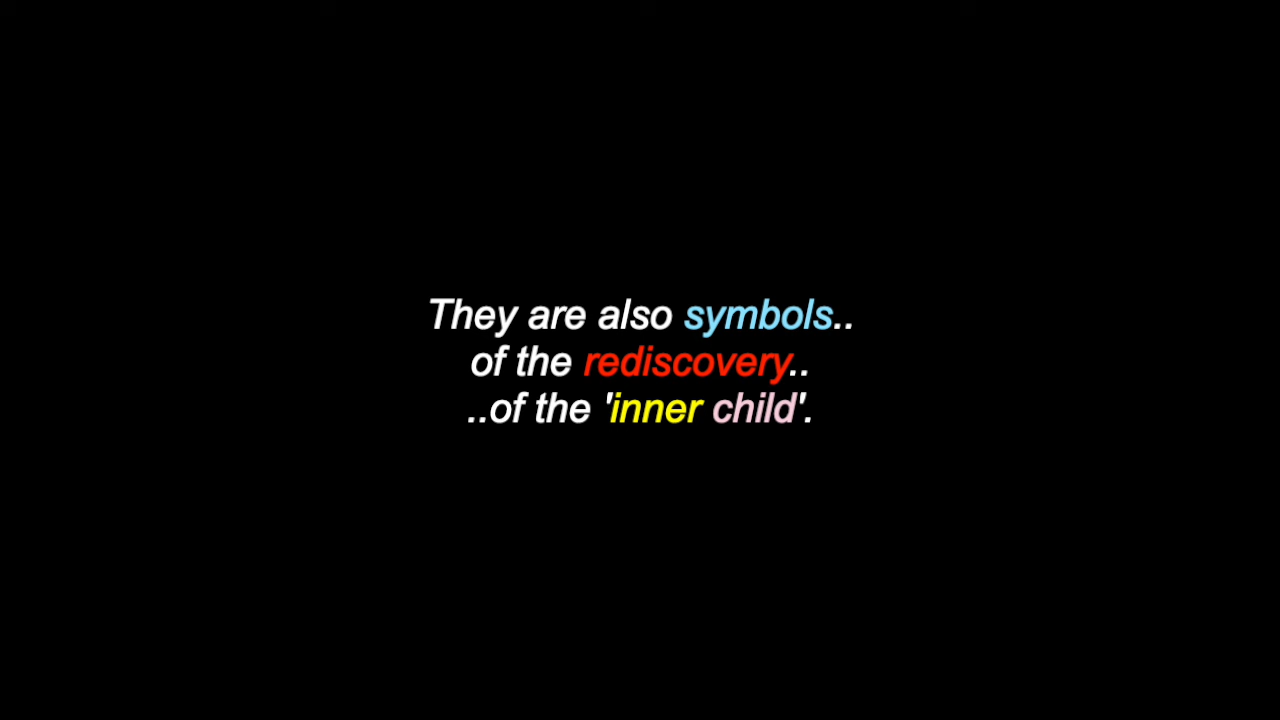 They are also symbols..
of the rediscovery..
..of the 'inner child'.